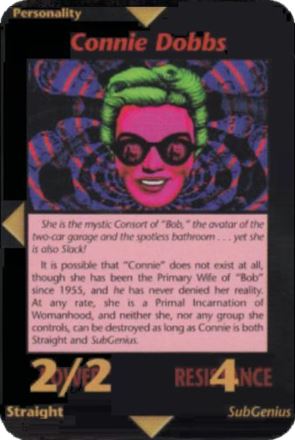 Personality
Connie Dobbs
She is the mystic Consort of "Bob," the avatar of the
two-car garage and the spotless bathroom . . . yet she
is also Slack!
It is possible that "Connie" does not exist at all,
though she has been the Primary Wife of "Bob"
since 1955, and he has never denied her reality.
At any rate, she is a Primal Incarnation of
Womanhood, and neither she, nor any group she
controls, can be destroyed as long as Connie is both
Straight and SubGenius.
2/2 POWER RESISTANCE 4
Straight SubGenius